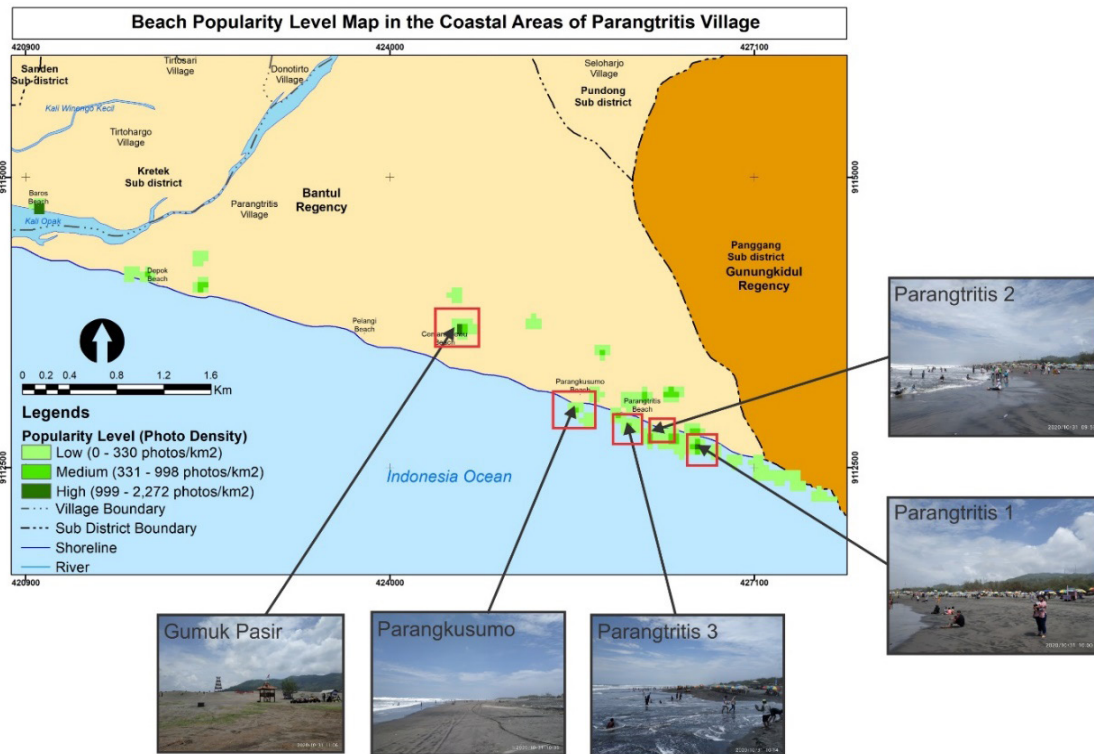 Beach Popularity Level Map in the Coastal Areas of Parangtritis Village
420900
424000
427100
Sanden
Sub district
Tirtosari
Village
Donotirto
Village
Seloharjo
Village
Pundong
Sub district
Kali Winongo Kecil
Tirtohargo
Village
Kretek
Sub district
9115000
9115000
Baros
Beach
Parangtritis
Village
Bantul
Regency
Kali Opak
Panggang
Sub district
Gunungkidul
Regency
Depok
Beach
Pelangi
Beach
Beach
Parangkusumo
Beach
Parangtritis
Beach
0 0.2 0.4 0.8 1.2 1.6
Km
Legends
Popularity Level (Photo Density)
Low (0 - 330 photos/km2)
Medium (331 - 998 photos/km2)
High (999 - 2,272 photos/km2)
Village Boundary
Sub District Boundary
Shoreline
River
Indonesia Ocean
9112500
9112500
420900
424000
427100
Parangtritis 2
Parangtritis 1
Gumuk Pasir
Parangkusumo
Parangtritis 3